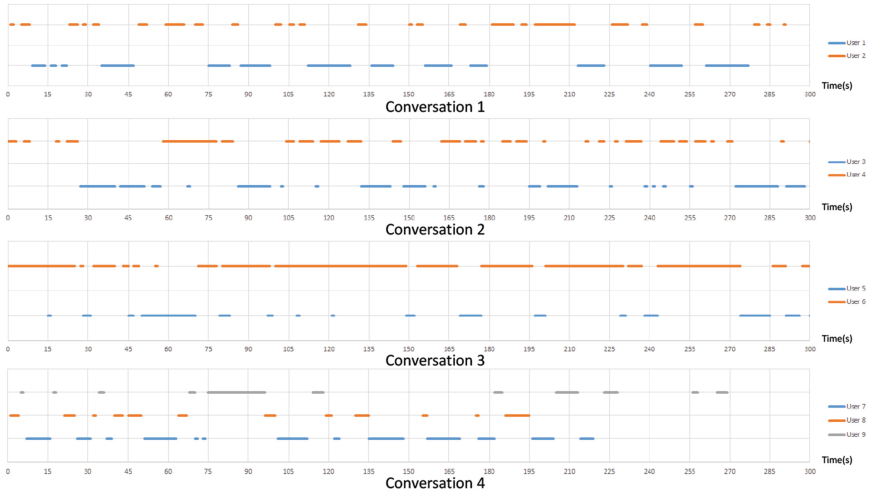 User 1
User 2
Time(s)
0 15 30 45 60 75 90 105 120 135 150 165 180 195 210 225 240 255 270 285 300
Conversation 1
User 3
User 4
Time(s)
0 15 30 45 60 75 90 105 120 135 150 165 180 195 210 225 240 255 270 285 300
Conversation 2
User 5
User 6
Time(s)
0 15 30 45 60 75 90 105 120 135 150 165 180 195 210 225 240 255 270 285 300
Conversation 3
User 7
User 8
User 9
Time(s)
0 15 30 45 60 75 90 105 120 135 150 165 180 195 210 225 240 255 270 285 300
Conversation 4